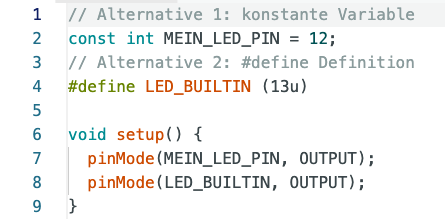 1 // Alternative 1: konstante Variable
2 const int MEIN_LED_PIN = 12;
3 // Alternative 2: #define Definition
4 #define LED_BUILTIN (13u)
5
6 void setup() {
7   pinMode(MEIN_LED_PIN, OUTPUT);
8   pinMode(LED_BUILTIN, OUTPUT);
9 }